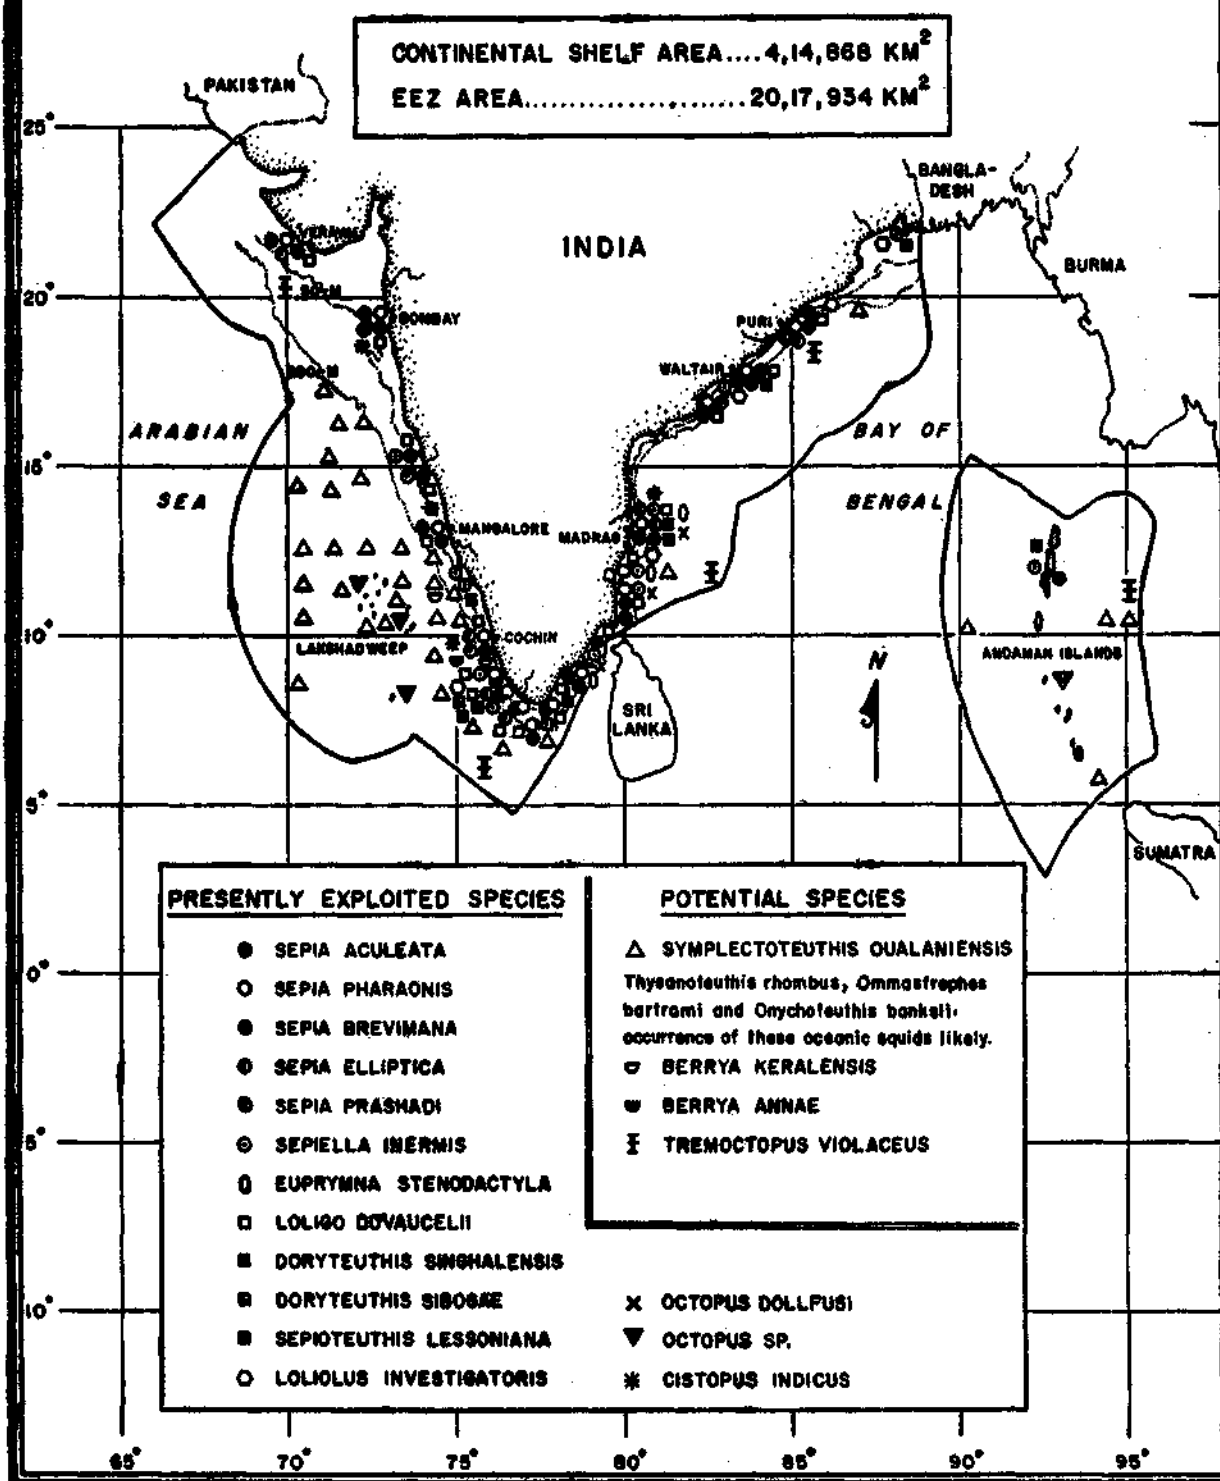 CONTINENTAL SHELF AREA....4,14,868 KM²
EEZ AREA......................20,17,934 KM²
PAKISTAN
25°
BANGLA-
DESH
INDIA
BURMA
20°
BOMBAY
PURI
WALTAIR
ARABIAN
SEA
BAY OF
BENGAL
15°
MANGALORE
MADRAS
10°
COCHIN
LAKSHADWEEP
ANDAMAN ISLANDS
N
SRI
LANKA
5°
SUMATRA
PRESENTLY EXPLOITED SPECIES
SEPIA ACULEATA
SEPIA PHARAONIS
SEPIA BREVIMANA
SEPIA ELLIPTICA
SEPIA PRASHADI
SEPIELLA INERMIS
EUPRYMNA STENODACTYLA
LOLIGO DUVAUCELII
DORYTEUTHIS SINGHALENSIS
DORYTEUTHIS SIBOGAE
SEPIOTEUTHIS LESSONIANA
LOLIOLUS INVESTIGATORIS
POTENTIAL SPECIES
SYMPLECTOTEUTHIS OUALANIENSIS
Thysanoteuthis rhombus, Ommastrephes
bartrami and Onychoteuthis banksii.
occurrence of these oceanic squids likely.
BERRYA KERALENSIS
BERRYA ANNAE
TREMOCTOPUS VIOLACEUS
OCTOPUS DOLLFUSI
OCTOPUS SP.
CISTOPUS INDICUS
0°
5°
10°
65°
70°
75°
80°
85°
90°
95°